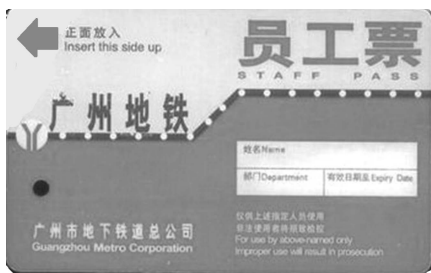 正面放入
Insert this side up
员工票
STAFF PASS
广州地铁
姓名Name
部门Department
有效日期至Expiry Date
广州市地下铁道总公司
Guangzhou Metro Corporation
仅供上述指定人员使用
非法使用者将招致检控
For use by above-named only
Improper use will result in prosecution